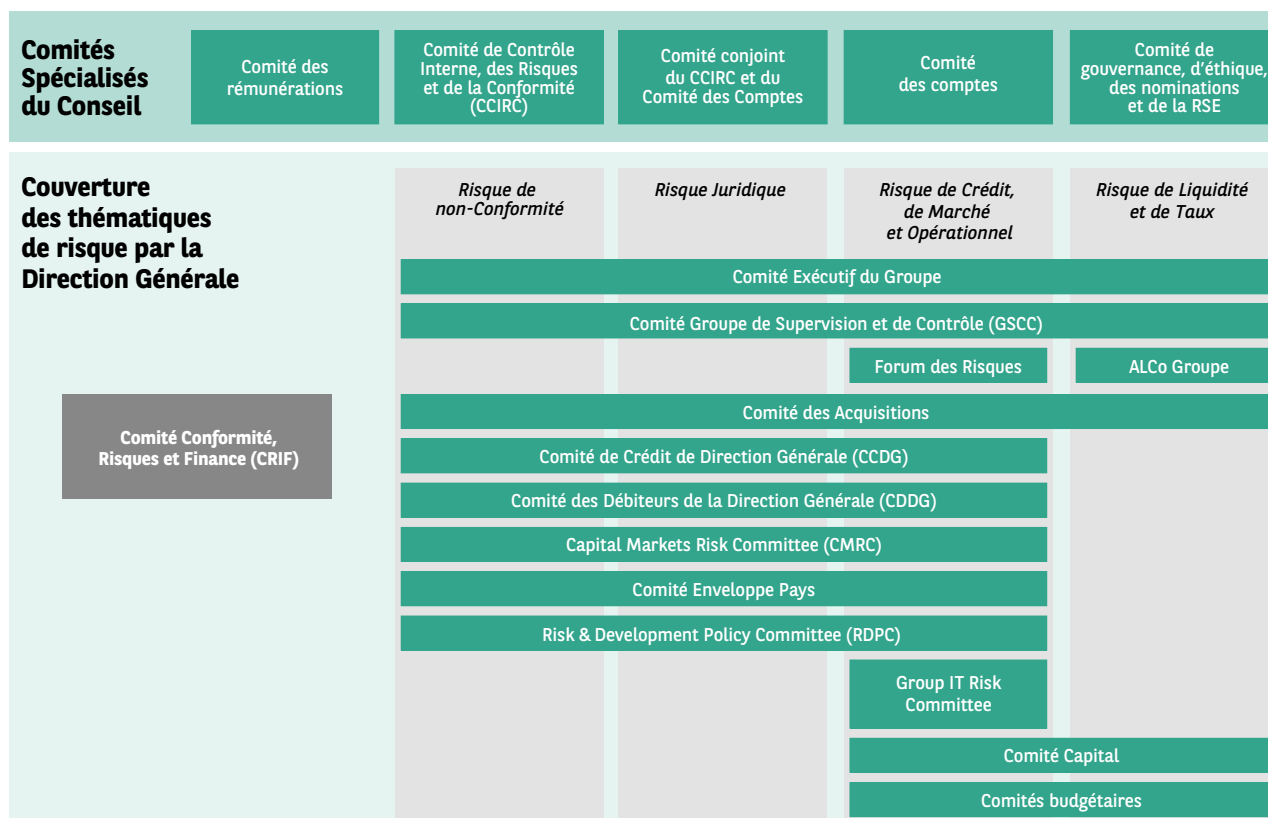 Comités
Spécialisés
du Conseil
Comité des
rémunérations
Comité de Contrôle
Interne, des Risques
et de la Conformité
(CCIRC)
Comité conjoint
du CCIRC et du
Comité des Comptes
Comité
des comptes
Comité de
gouvernance, d'éthique,
des nominations
et de la RSE
Couverture
des thématiques
de risque par la
Direction Générale
Risque de
non-Conformité
Risque Juridique
Risque de Crédit,
de Marché
et Opérationnel
Risque de Liquidité
et de Taux
Comité Exécutif du Groupe
Comité Groupe de Supervision et de Contrôle (GSCC)
Forum des Risques
ALCo Groupe
Comité des Acquisitions
Comité Conformité,
Risques et Finance (CRIF)
Comité de Crédit de Direction Générale (CCDG)
Comité des Débiteurs de la Direction Générale (CDDG)
Capital Markets Risk Committee (CMRC)
Comité Enveloppe Pays
Risk & Development Policy Committee (RDPC)
Group IT Risk
Committee
Comité Capital
Comités budgétaires